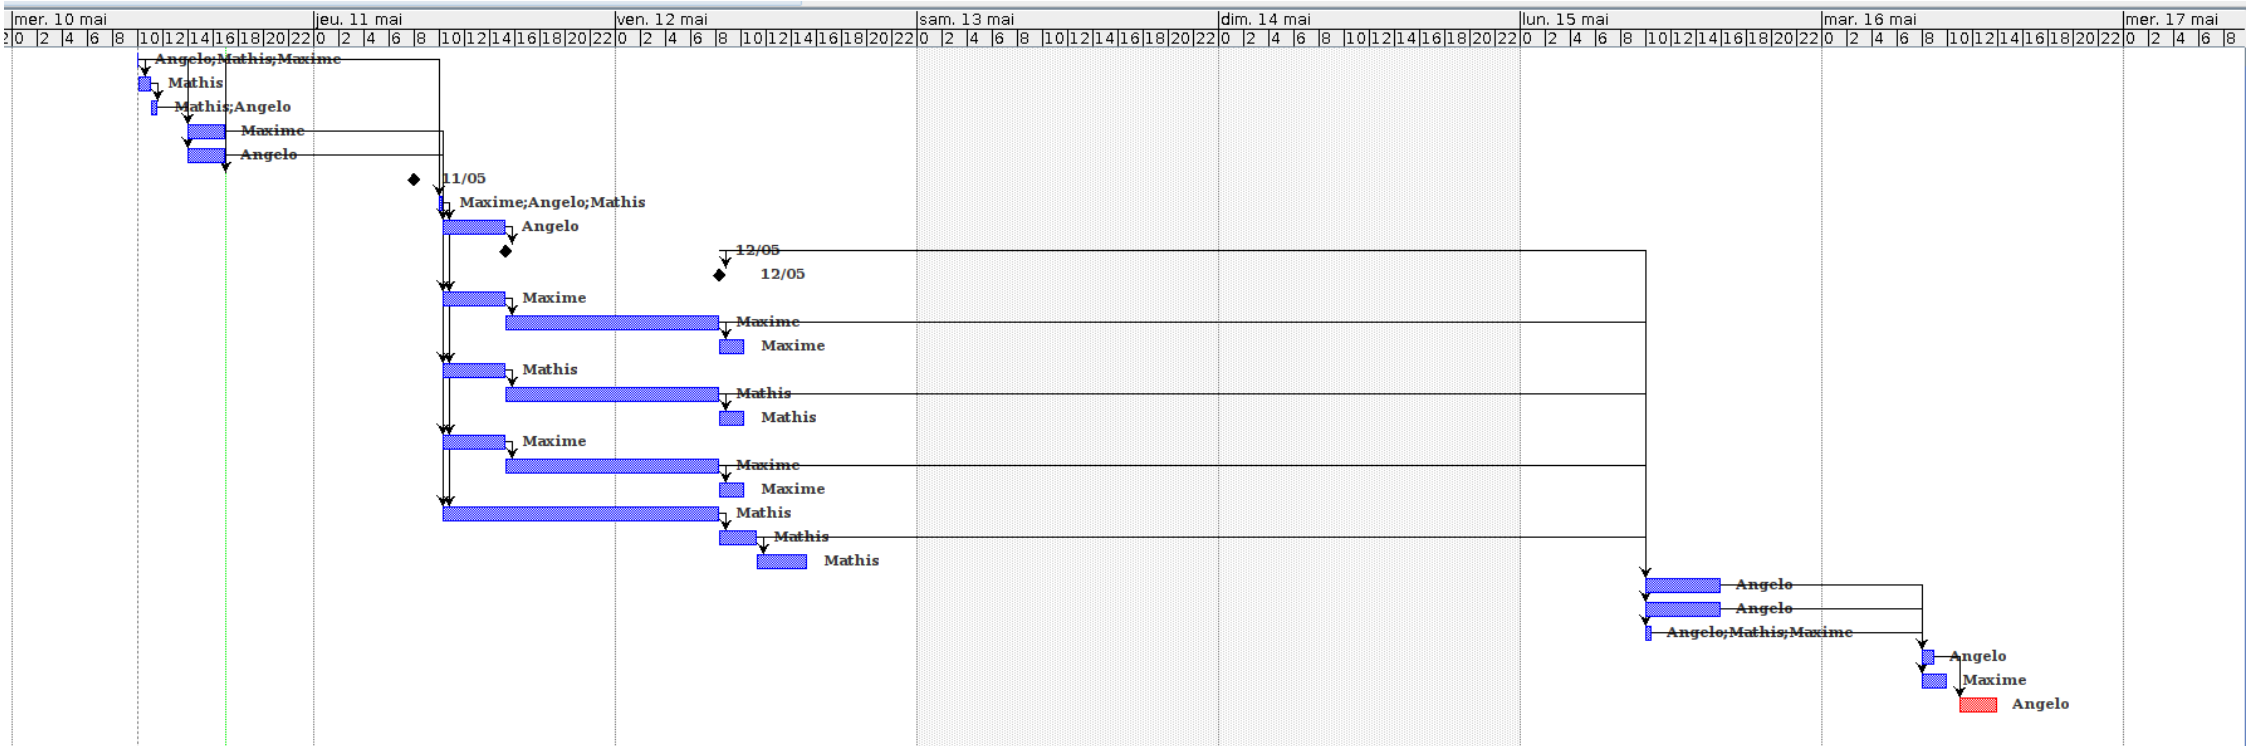 mer. 10 mai jeu. 11 mai ven. 12 mai sam. 13 mai dim. 14 mai lun. 15 mai mar. 16 mai mer. 17 mai
2 0 2 4 6 8 10 12 14 16 18 20 22 0 2 4 6 8 10 12 14 16 18 20 22 0 2 4 6 8 10 12 14 16 18 20 22 0 2 4 6 8 10 12 14 16 18 20 22 0 2 4 6 8 10 12 14 16 18 20 22 0 2 4 6 8 10 12 14 16 18 20 22 0 2 4 6 8 10 12 14 16 18 20 22 0 2 4 6 8
Angelo;Mathis;Maxime
Mathis
Mathis;Angelo
Maxime
Angelo
11/05
Maxime;Angelo;Mathis
Angelo
12/05
12/05
Maxime
Maxime
Maxime
Mathis
Mathis
Mathis
Maxime
Maxime
Maxime
Mathis
Mathis
Mathis
Angelo
Angelo
Angelo;Mathis;Maxime
Angelo
Maxime
Angelo